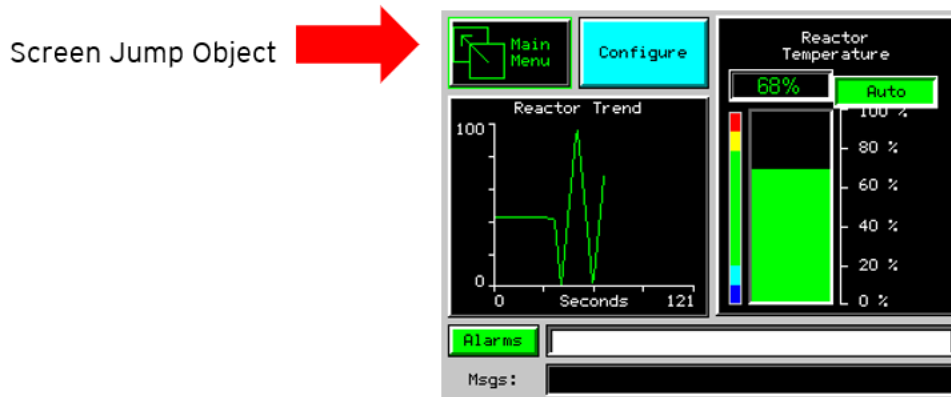 Screen Jump Object
Main
Menu
Configure
Reactor
Temperature
68%
Auto
Reactor Trend
100
0
0
Seconds
121
100 %
80 %
60 %
40 %
20 %
0 %
Alarms
Msgs: